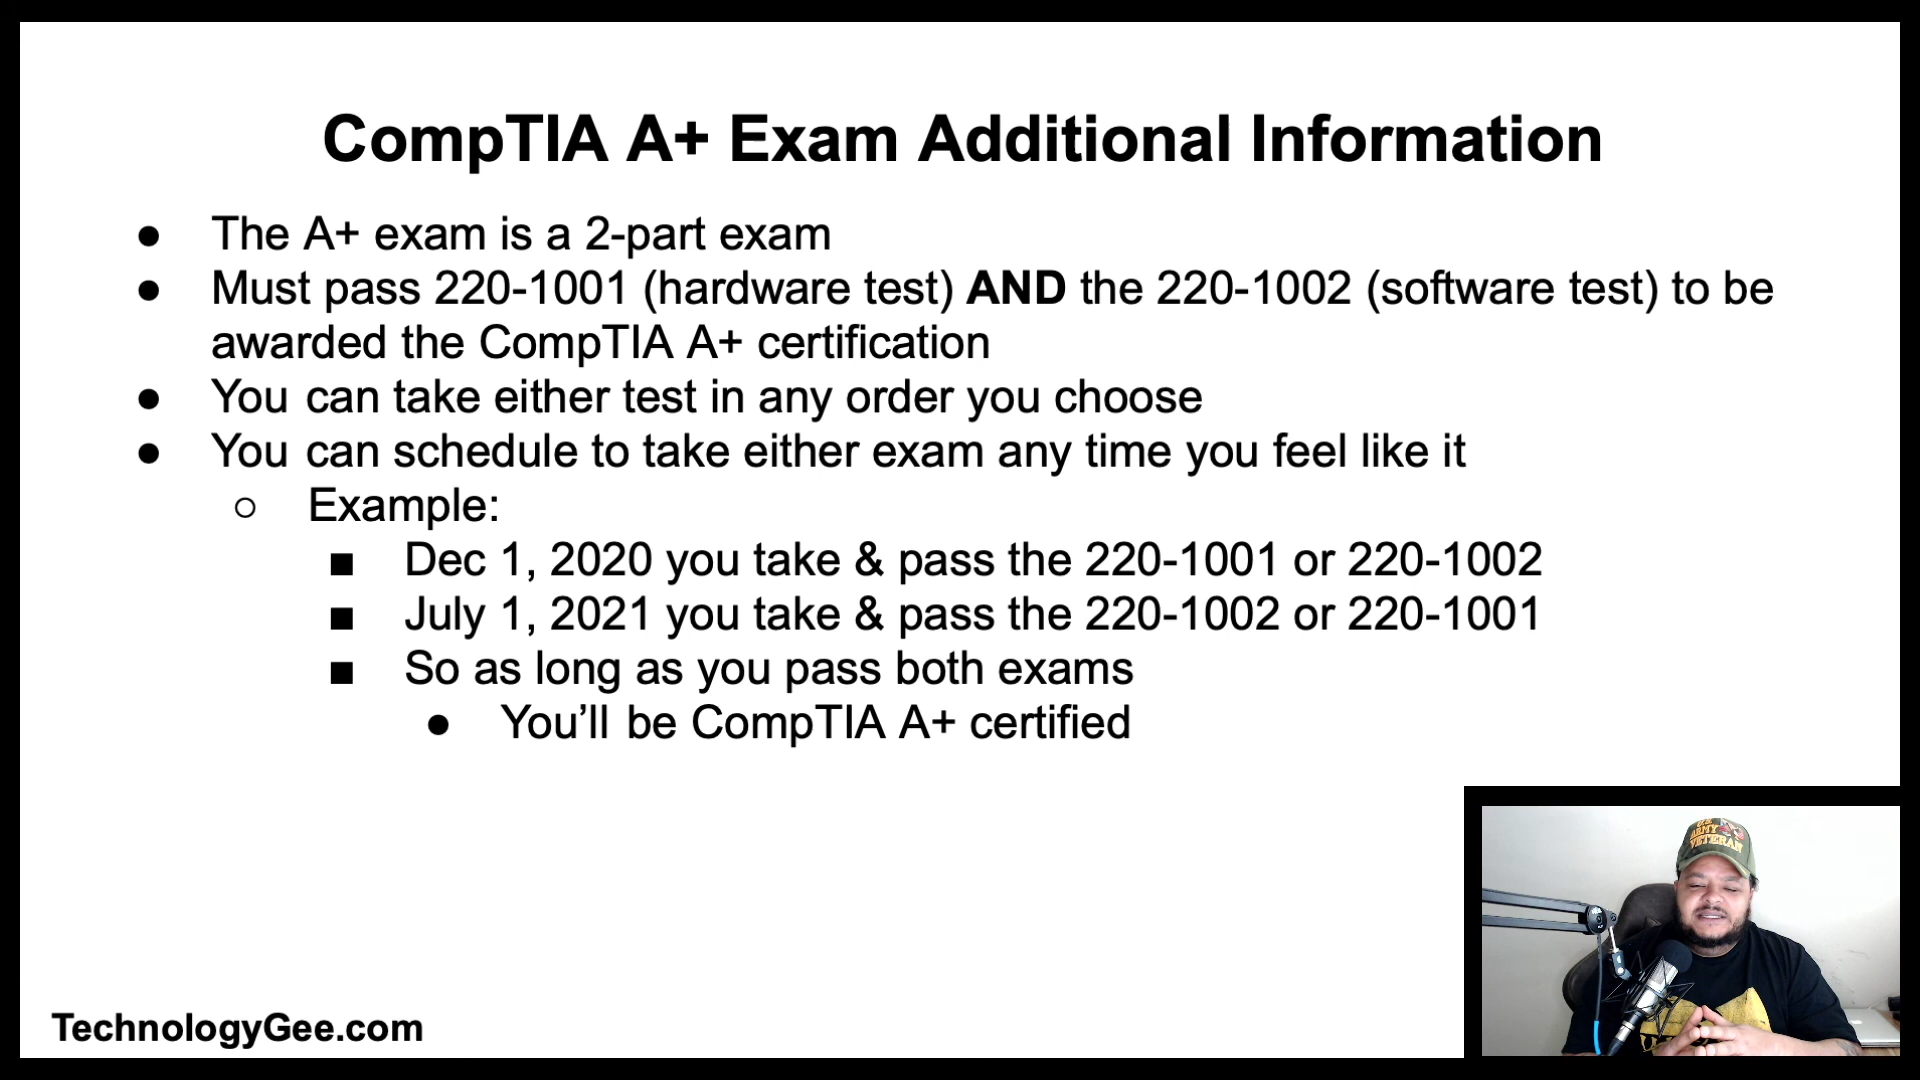 CompTIA A+ Exam Additional Information
● The A+ exam is a 2-part exam
● Must pass 220-1001 (hardware test) AND the 220-1002 (software test) to be
awarded the CompTIA A+ certification
● You can take either test in any order you choose
● You can schedule to take either exam any time you feel like it
○ Example:
■ Dec 1, 2020 you take & pass the 220-1001 or 220-1002
■ July 1, 2021 you take & pass the 220-1002 or 220-1001
■ So as long as you pass both exams
● You’ll be CompTIA A+ certified
U.S.
ARMY
VETERAN
TechnologyGee.com